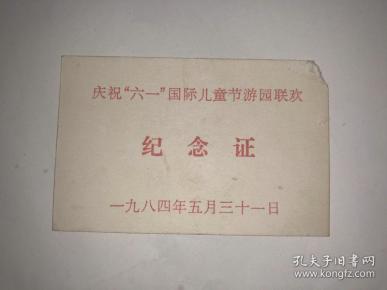 庆祝“六一”国际儿童节游园联欢
纪念证
一九八四年五月三十一日
孔夫子旧书网
www.kongfz.com